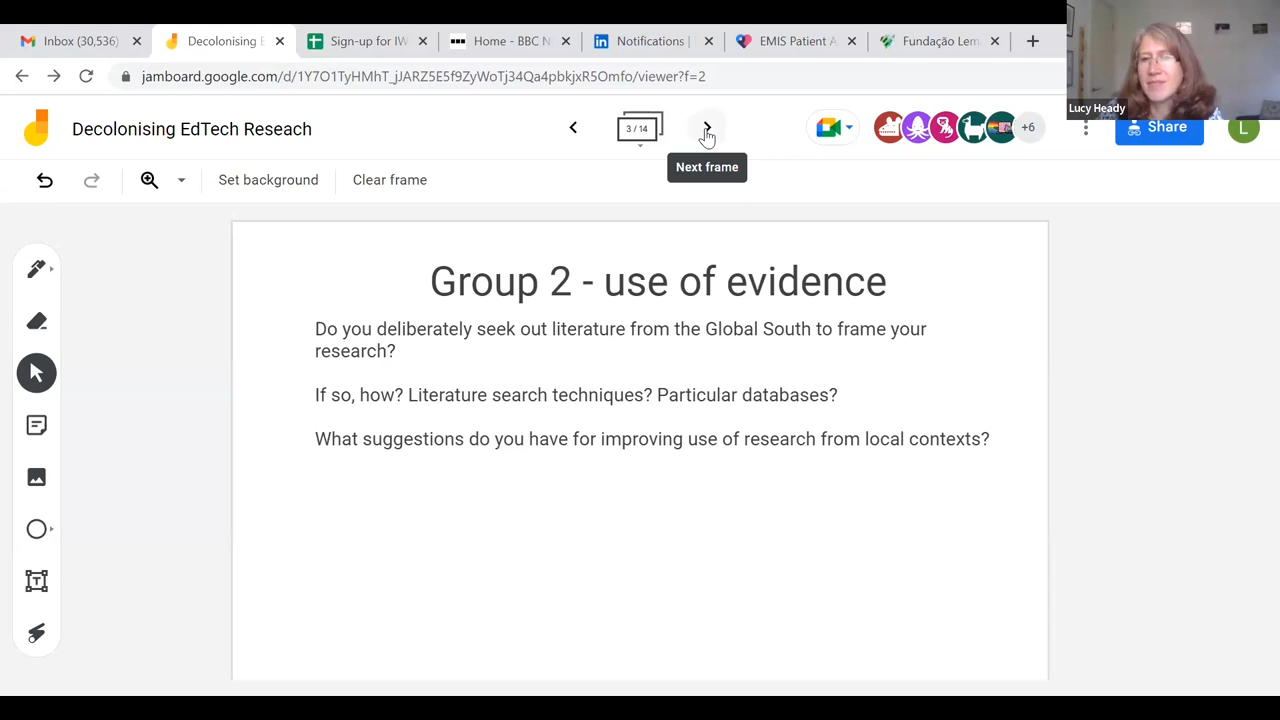 Inbox (30,536)
Decolonising E
Sign-up for IW
Home - BBC N
Notifications |
EMIS Patient A
Fundação Lem
jamboard.google.com/d/1Y7O1TyHMhT_jJARZ5E5f9ZyWoTj34Qa4pbkjxR5Omfo/viewer?f=2
Lucy Heady
Decolonising EdTech Reseach
3 / 14
+6
Share
L
Next frame
Set background
Clear frame
Group 2 - use of evidence
Do you deliberately seek out literature from the Global South to frame your
research?
If so, how? Literature search techniques? Particular databases?
What suggestions do you have for improving use of research from local contexts?